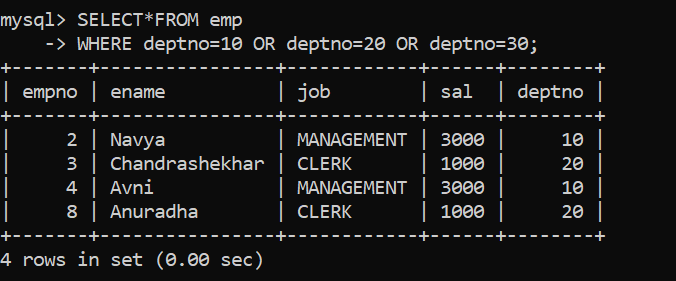 mysql> SELECT*FROM emp
    -> WHERE deptno=10 OR deptno=20 OR deptno=30;
+-------+---------------+------------+------+--------+
| empno | ename         | job        | sal  | deptno |
+-------+---------------+------------+------+--------+
|     2 | Navya         | MANAGEMENT | 3000 |     10 |
|     3 | Chandrashekhar | CLERK      | 1000 |     20 |
|     4 | Avni          | MANAGEMENT | 3000 |     10 |
|     8 | Anuradha      | CLERK      | 1000 |     20 |
+-------+---------------+------------+------+--------+
4 rows in set (0.00 sec)